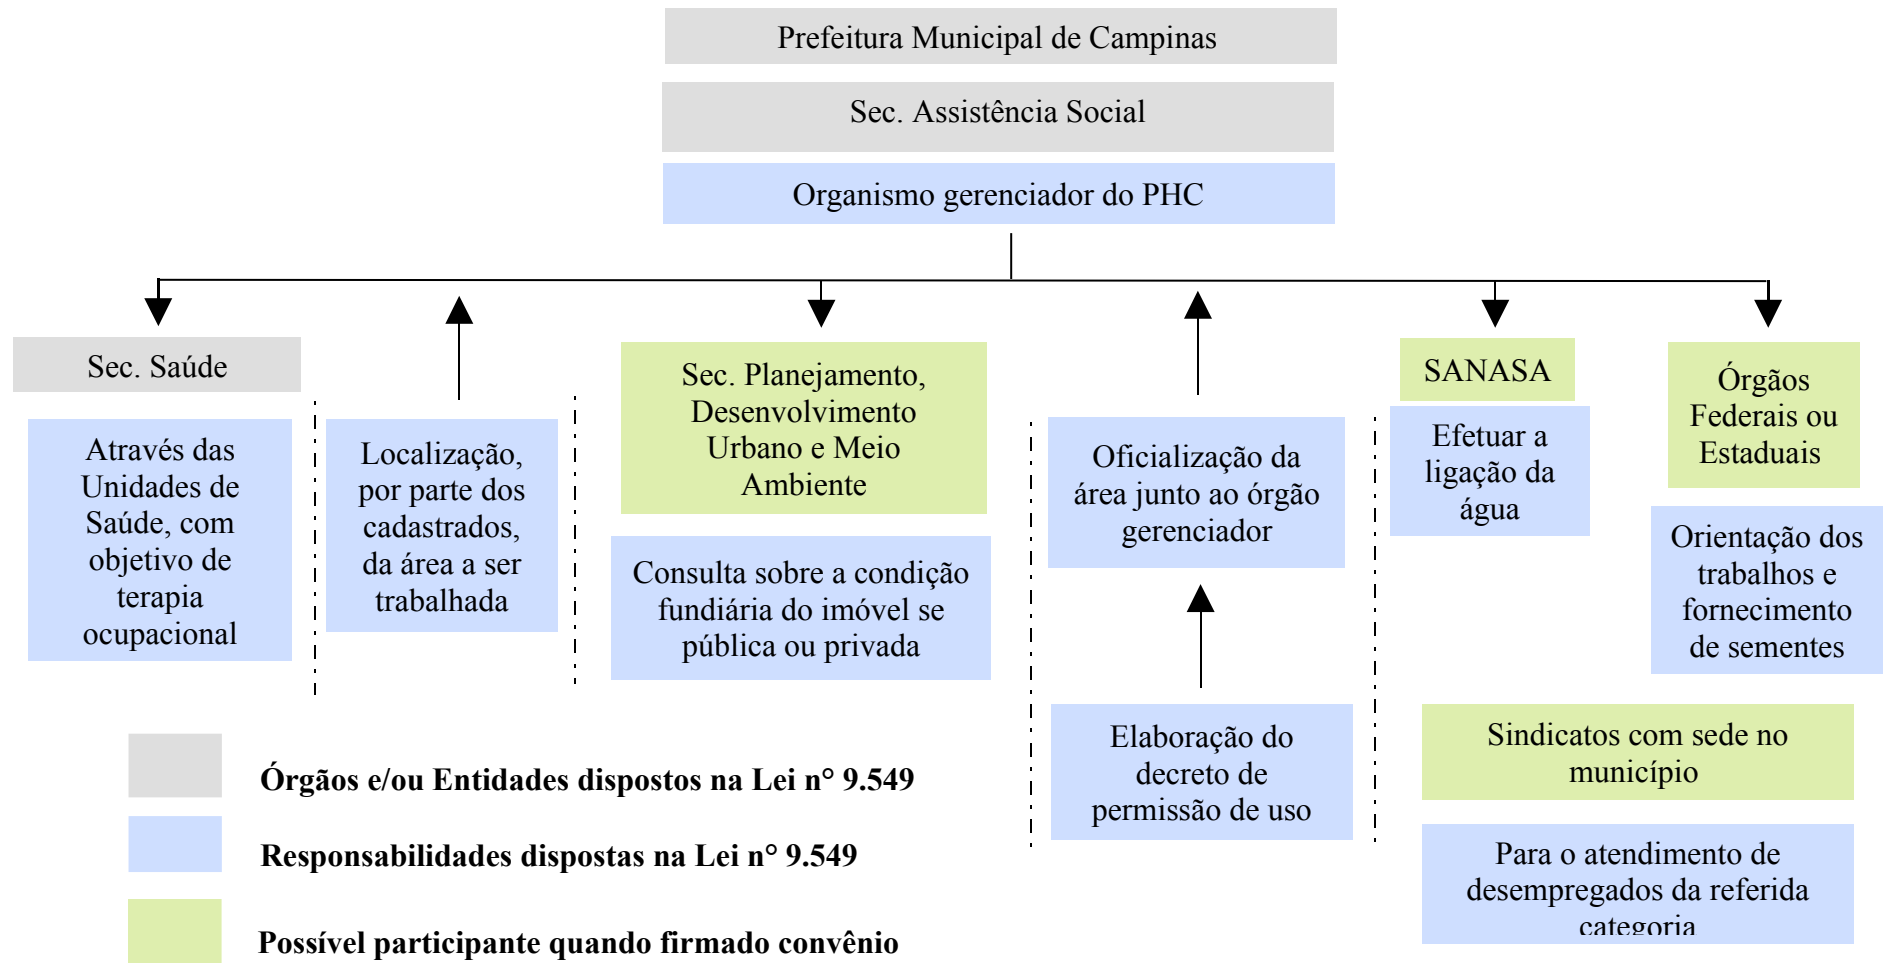 Prefeitura Municipal de Campinas
Sec. Assistência Social
Organismo gerenciador do PHC
Sec. Saúde
Através das
Unidades de
Saúde, com
objetivo de
terapia
ocupacional
Localização,
por parte dos
cadastrados,
da área a ser
trabalhada
Sec. Planejamento,
Desenvolvimento
Urbano e Meio
Ambiente
Consulta sobre a condição
fundiária do imóvel se
pública ou privada
Oficialização da
área junto ao órgão
gerenciador
Elaboração do
decreto de
permissão de uso
SANASA
Efetuar a
ligação da
água
Órgãos
Federais ou
Estaduais
Orientação dos
trabalhos e
fornecimento
de sementes
Sindicatos com sede no
município
Para o atendimento de
desempregados da referida
categoria
Órgãos e/ou Entidades dispostos na Lei n° 9.549
Responsabilidades dispostas na Lei n° 9.549
Possível participante quando firmado convênio